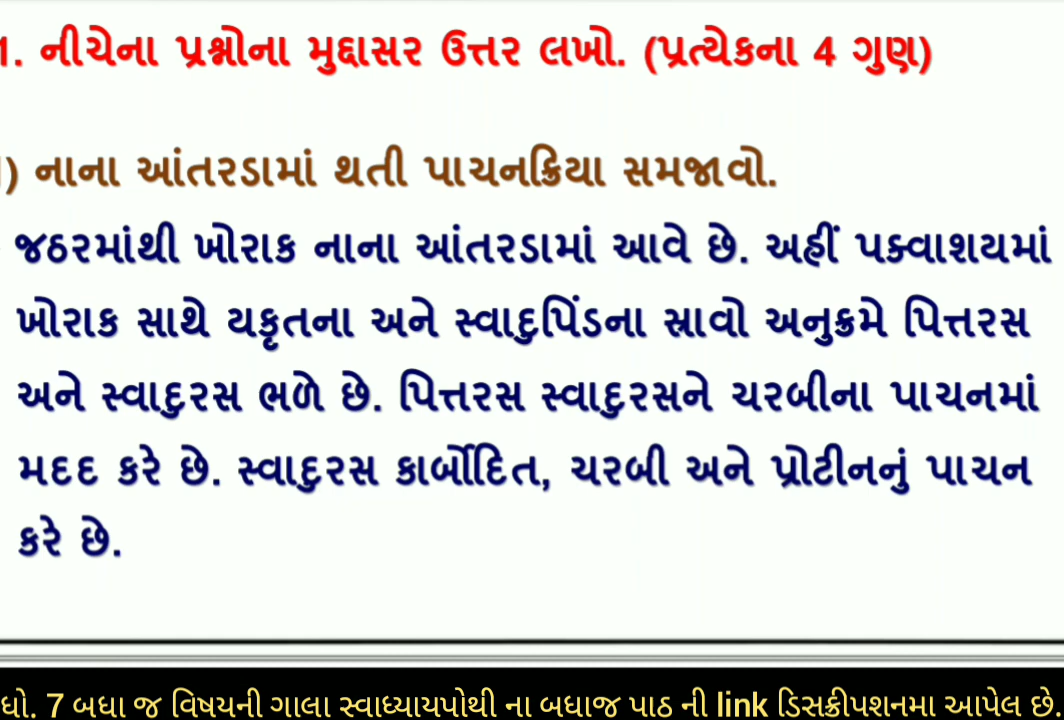 1. નીચેના પ્રશ્નોના મુદ્દાસર ઉત્તર લખો. (પ્રત્યેકના 4 ગુણ)
) નાના આંતરડામાં થતી પાચનક્રિયા સમજાવો.
જઠરમાંથી ખોરાક નાના આંતરડામાં આવે છે. અહીં પક્વાશયમાં
ખોરાક સાથે યકૃતના અને સ્વાદુપિંડના સ્રાવો અનુક્રમે પિત્તરસ
અને સ્વાદુરસ ભળે છે. પિત્તરસ સ્વાદુરસને ચરબીના પાચનમાં
મદદ કરે છે. સ્વાદુરસ કાર્બોદિત, ચરબી અને પ્રોટીનનું પાચન
કરે છે.
ધો. 7 બધા જ વિષયની ગાલા સ્વાધ્યાયપોથી ના બધાજ પાઠ ની link ડિસક્રીપશનમા આપેલ છે.